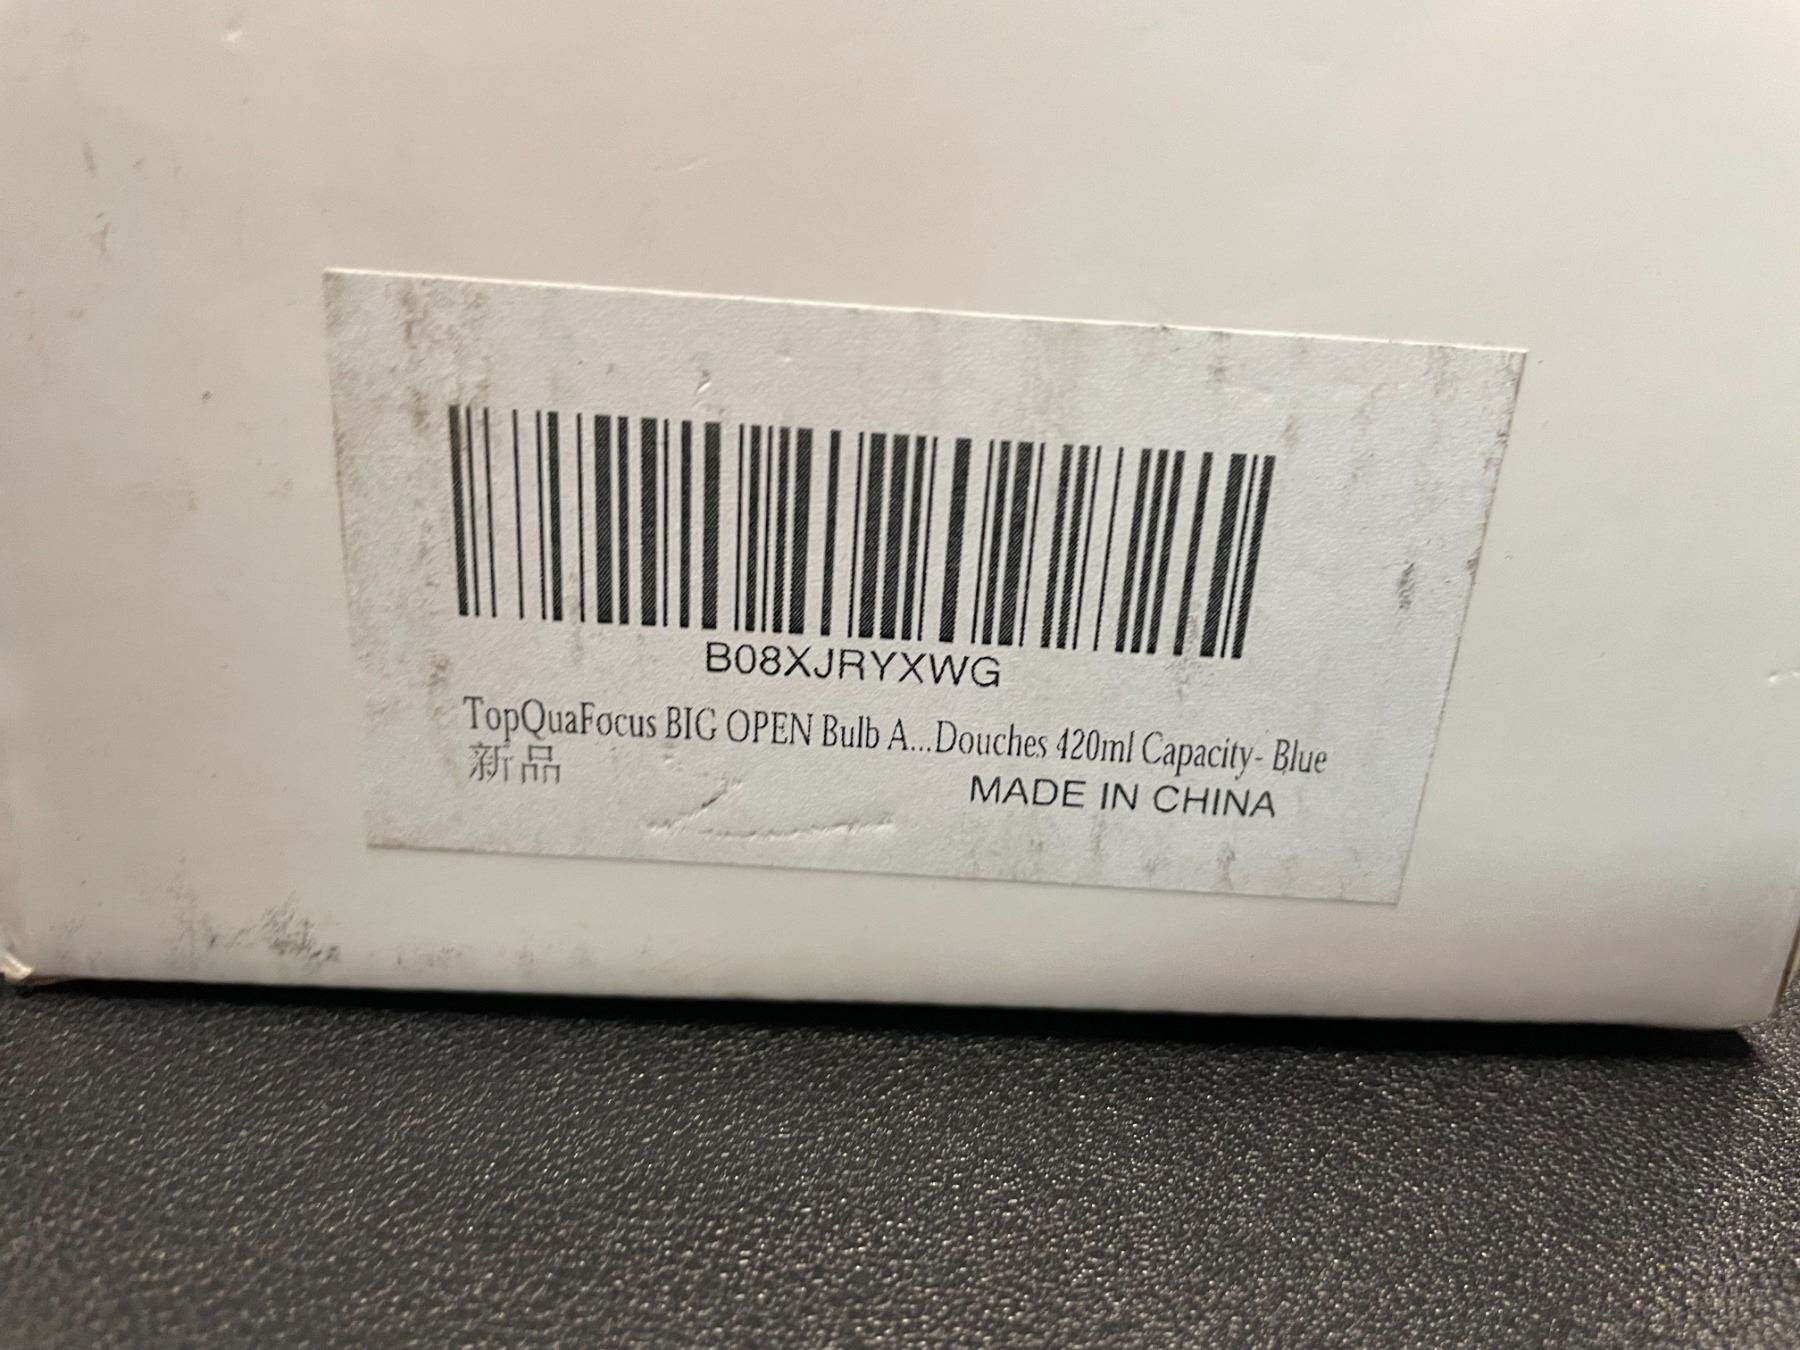 B08XJRYXWG
TopQuaFocus BIG OPEN Bulb A...Douches 420ml Capacity- Blue
新品
MADE IN CHINA